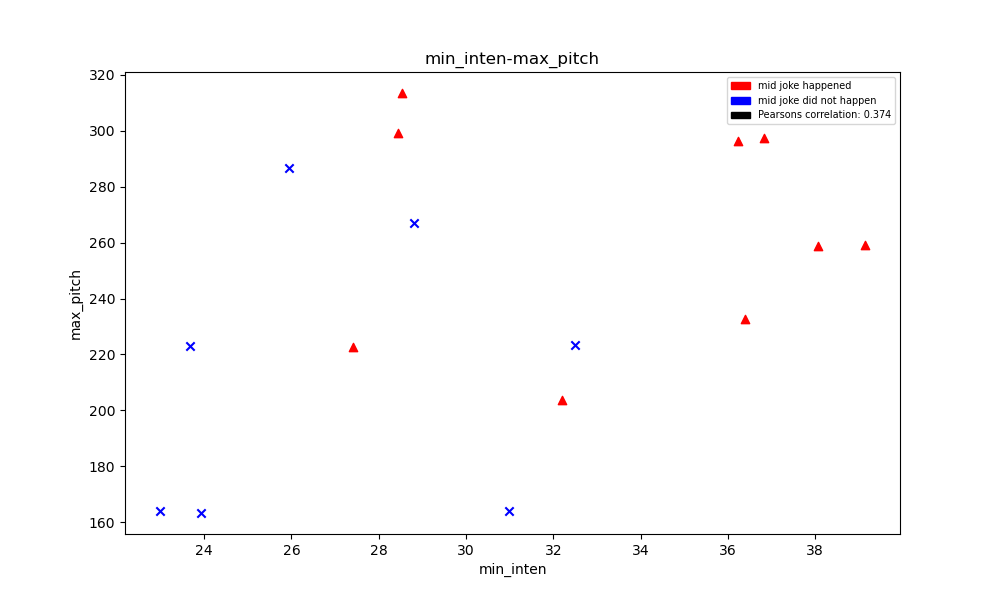 min_inten-max_pitch
mid joke happened
mid joke did not happen
Pearsons correlation: 0.374
320
300
280
260
240
220
200
180
160
max_pitch
24 26 28 30 32 34 36 38
min_inten